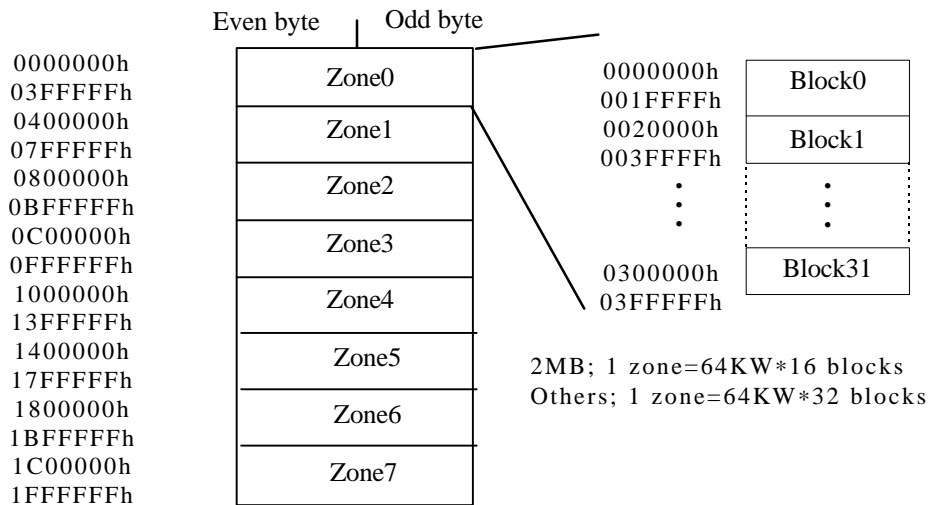 Even byte Odd byte
0000000h
03FFFFFh
0400000h
07FFFFFh
0800000h
0BFFFFFh
0C00000h
0FFFFFFh
1000000h
13FFFFFh
1400000h
17FFFFFh
1800000h
1BFFFFFh
1C00000h
1FFFFFFh
Zone0
Zone1
Zone2
Zone3
Zone4
Zone5
Zone6
Zone7
0000000h
001FFFFh
0020000h
003FFFFh
0300000h
03FFFFFh
Block0
Block1
Block31
2MB; 1 zone=64KW*16 blocks
Others; 1 zone=64KW*32 blocks